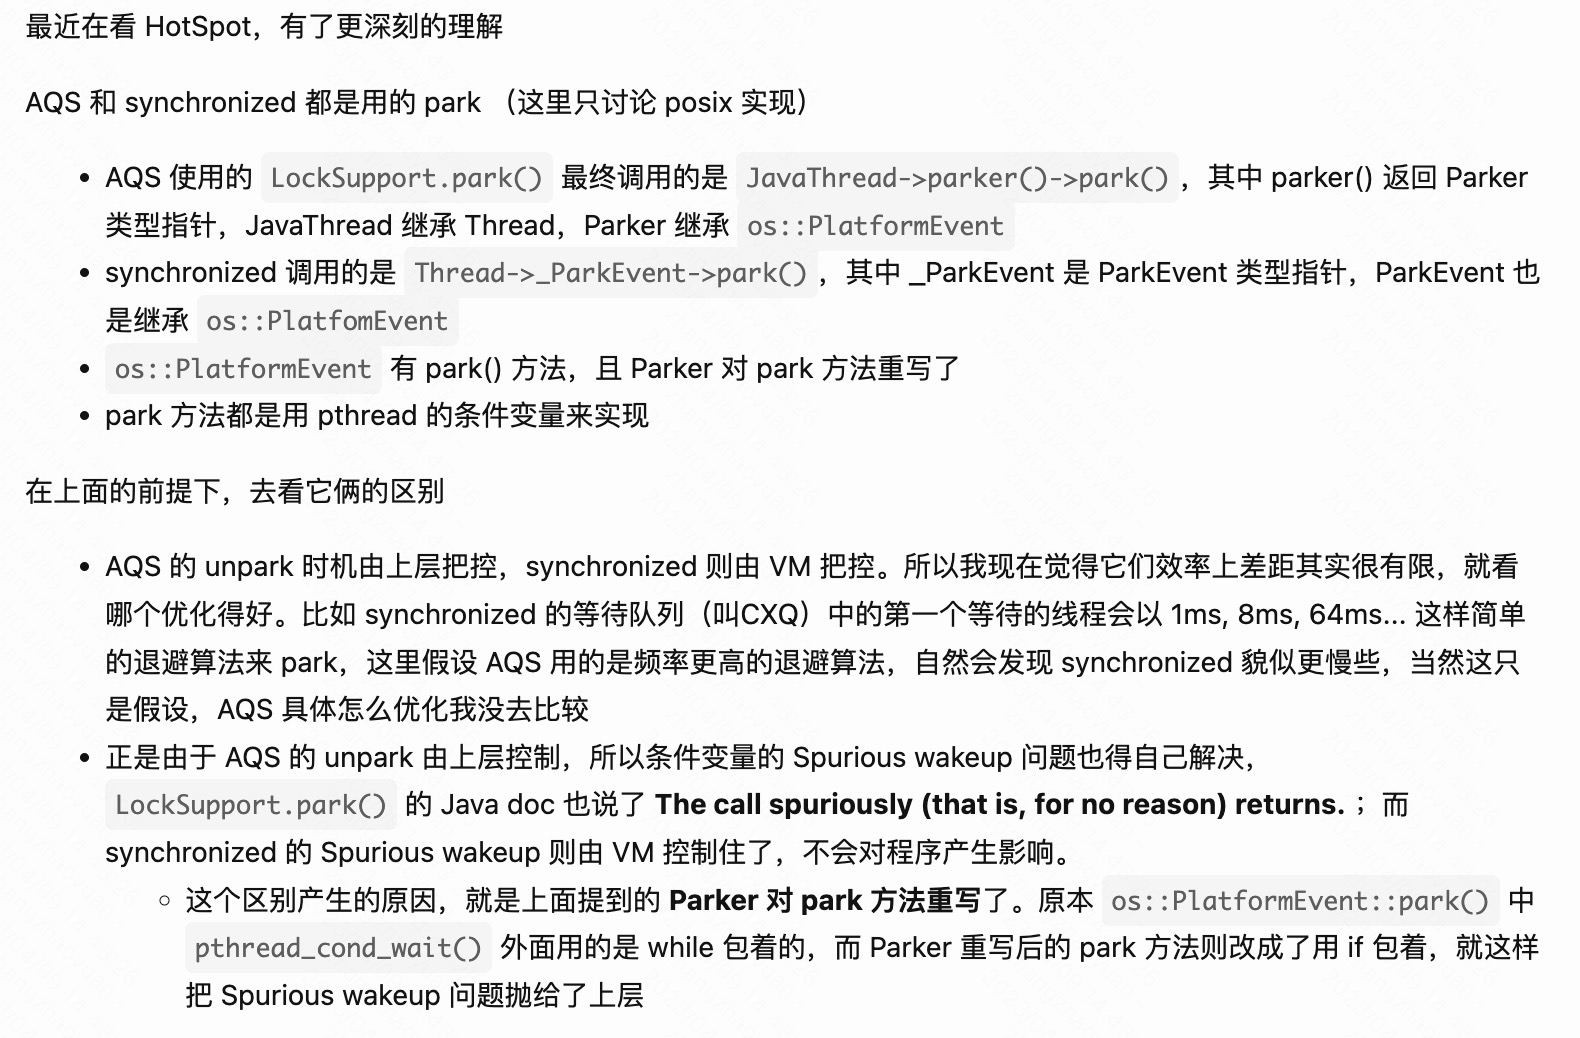 最近在看 HotSpot，有了更深刻的理解
AQS 和 synchronized 都是用的 park （这里只讨论 posix 实现）
• AQS 使用的 LockSupport.park() 最终调用的是 JavaThread->parker()->park() ，其中 parker() 返回 Parker
类型指针，JavaThread 继承 Thread，Parker 继承 os::PlatformEvent
• synchronized 调用的是 Thread->_ParkEvent->park() ，其中 _ParkEvent 是 ParkEvent 类型指针，ParkEvent 也
是继承 os::PlatfomEvent
• os::PlatformEvent 有 park() 方法，且 Parker 对 park 方法重写了
• park 方法都是用 pthread 的条件变量来实现
在上面的前提下，去看它俩的区别
• AQS 的 unpark 时机由上层把控，synchronized 则由 VM 把控。所以我现在觉得它们效率上差距其实很有限，就看
哪个优化得好。比如 synchronized 的等待队列（叫CXQ）中的第一个等待的线程会以 1ms, 8ms, 64ms... 这样简单
的退避算法来 park，这里假设 AQS 用的是频率更高的退避算法，自然会发现 synchronized 貌似更慢些，当然这只
是假设，AQS 具体怎么优化我没去比较
• 正是由于 AQS 的 unpark 由上层控制，所以条件变量的 Spurious wakeup 问题也得自己解决，
LockSupport.park() 的 Java doc 也说了 The call spuriously (that is, for no reason) returns. ；而
synchronized 的 Spurious wakeup 则由 VM 控制住了，不会对程序产生影响。
◦ 这个区别产生的原因，就是上面提到的 Parker 对 park 方法重写了。原本 os::PlatformEvent::park() 中
pthread_cond_wait() 外面用的是 while 包着的，而 Parker 重写后的 park 方法则改成了用 if 包着，就这样
把 Spurious wakeup 问题抛给了上层